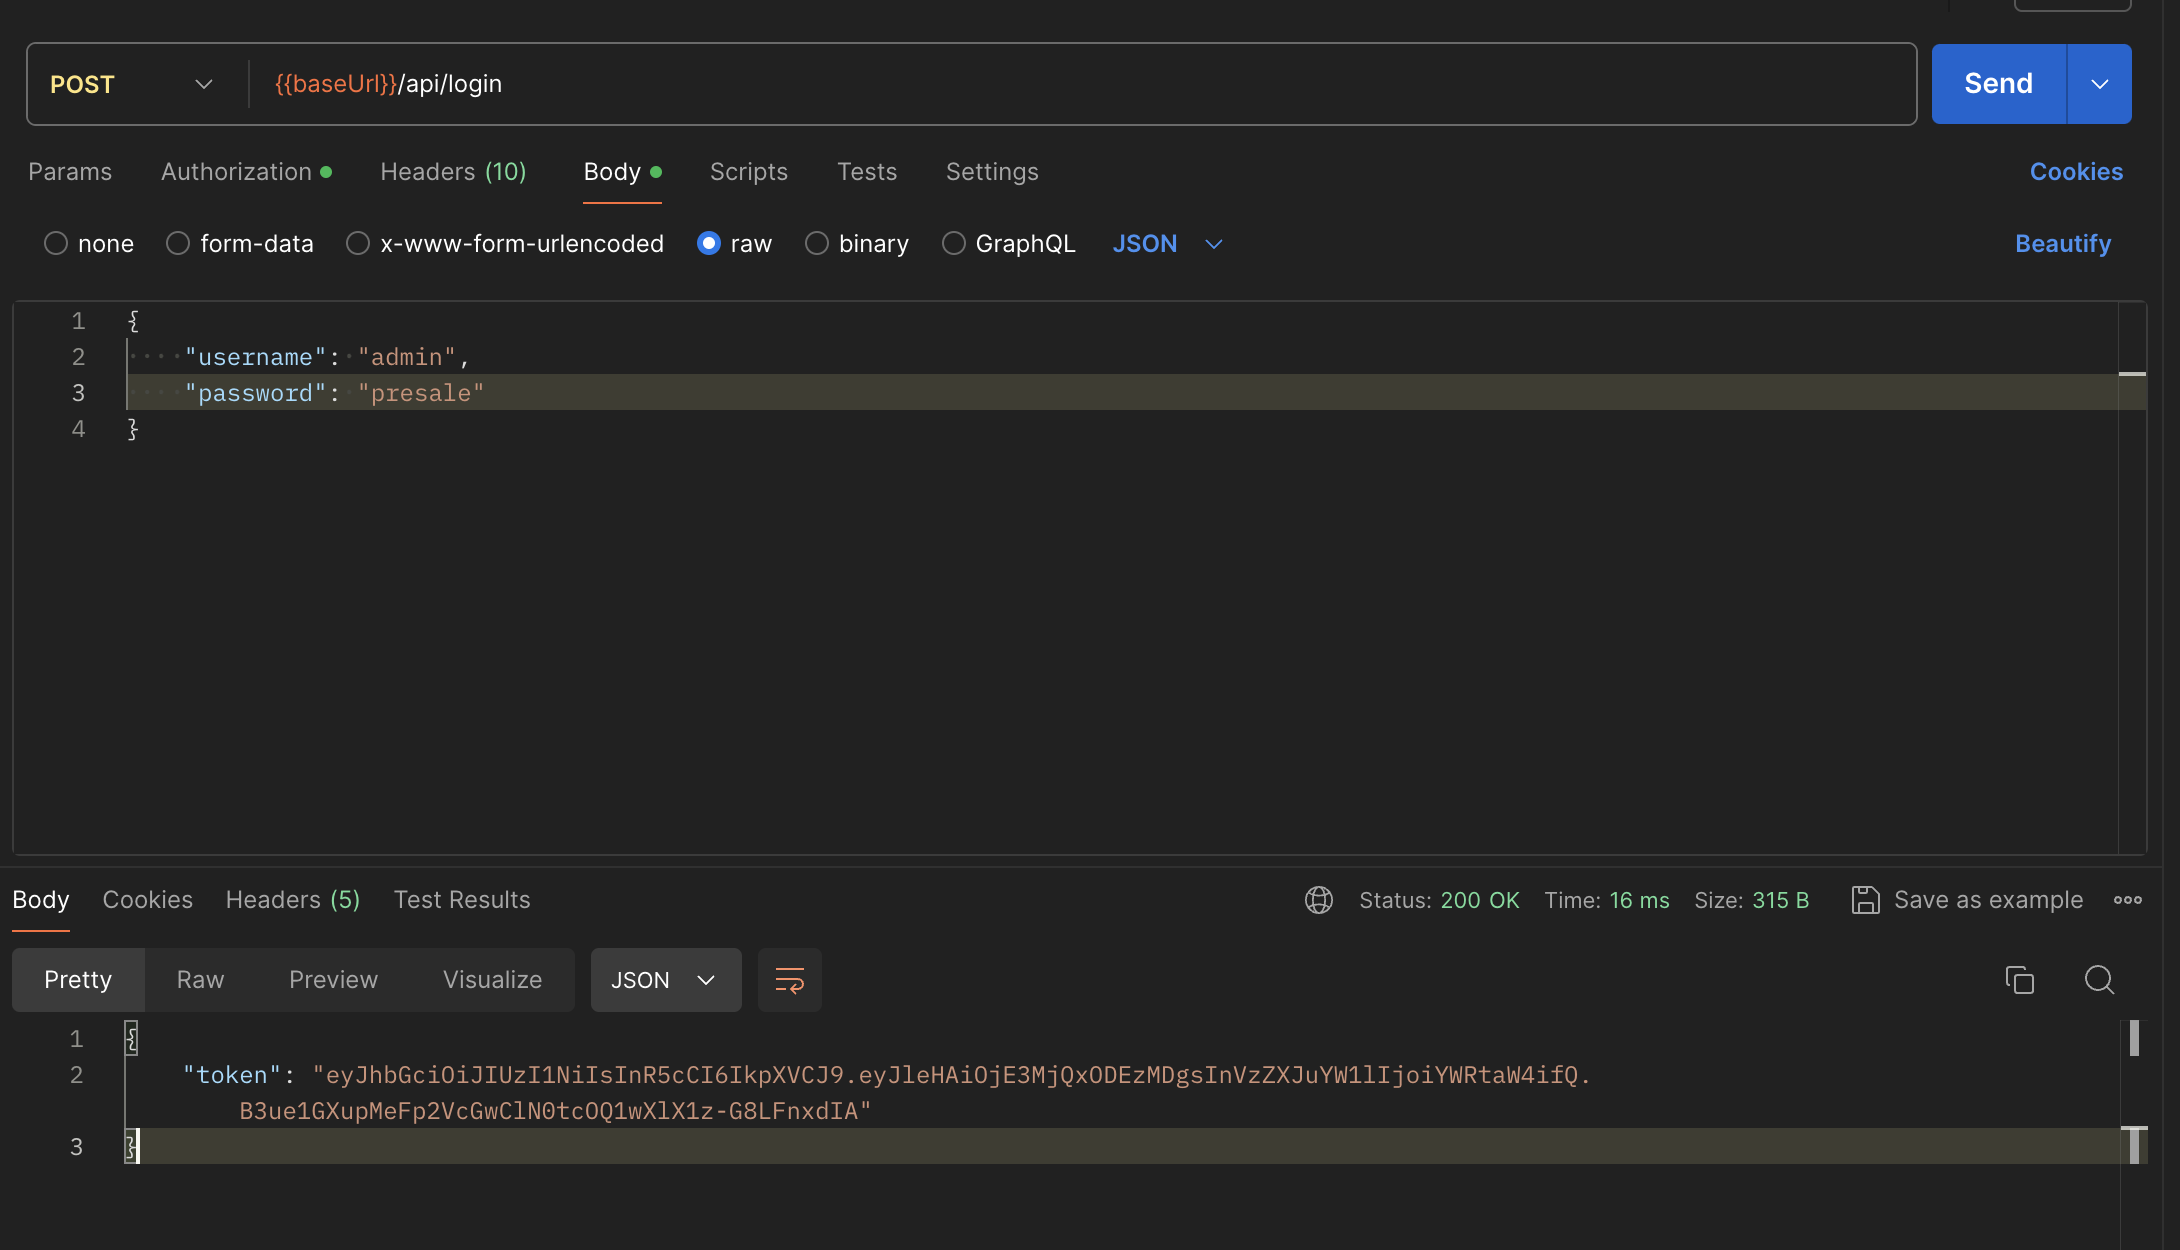 POST {{baseUrl}}/api/login Send
Params Authorization Headers (10) Body Scripts Tests Settings Cookies
none form-data x-www-form-urlencoded raw binary GraphQL JSON Beautify
1 {
2 "username": "admin",
3 "password": "presale"
4 }
Body Cookies Headers (5) Test Results Status: 200 OK Time: 16 ms Size: 315 B Save as example
Pretty Raw Preview Visualize JSON
1 {
2 "token": "eyJhbGciOiJIUzI1NiIsInR5cCI6IkpXVCJ9.eyJleHAiOjE3MjQxODEzMDgsInVzZXJuYW1lIjoiYWRtaW4ifQ.
B3ue1GXupMeFp2VcGwClN0tcOQ1wXlX1z-G8LFnxdIA"
3 }